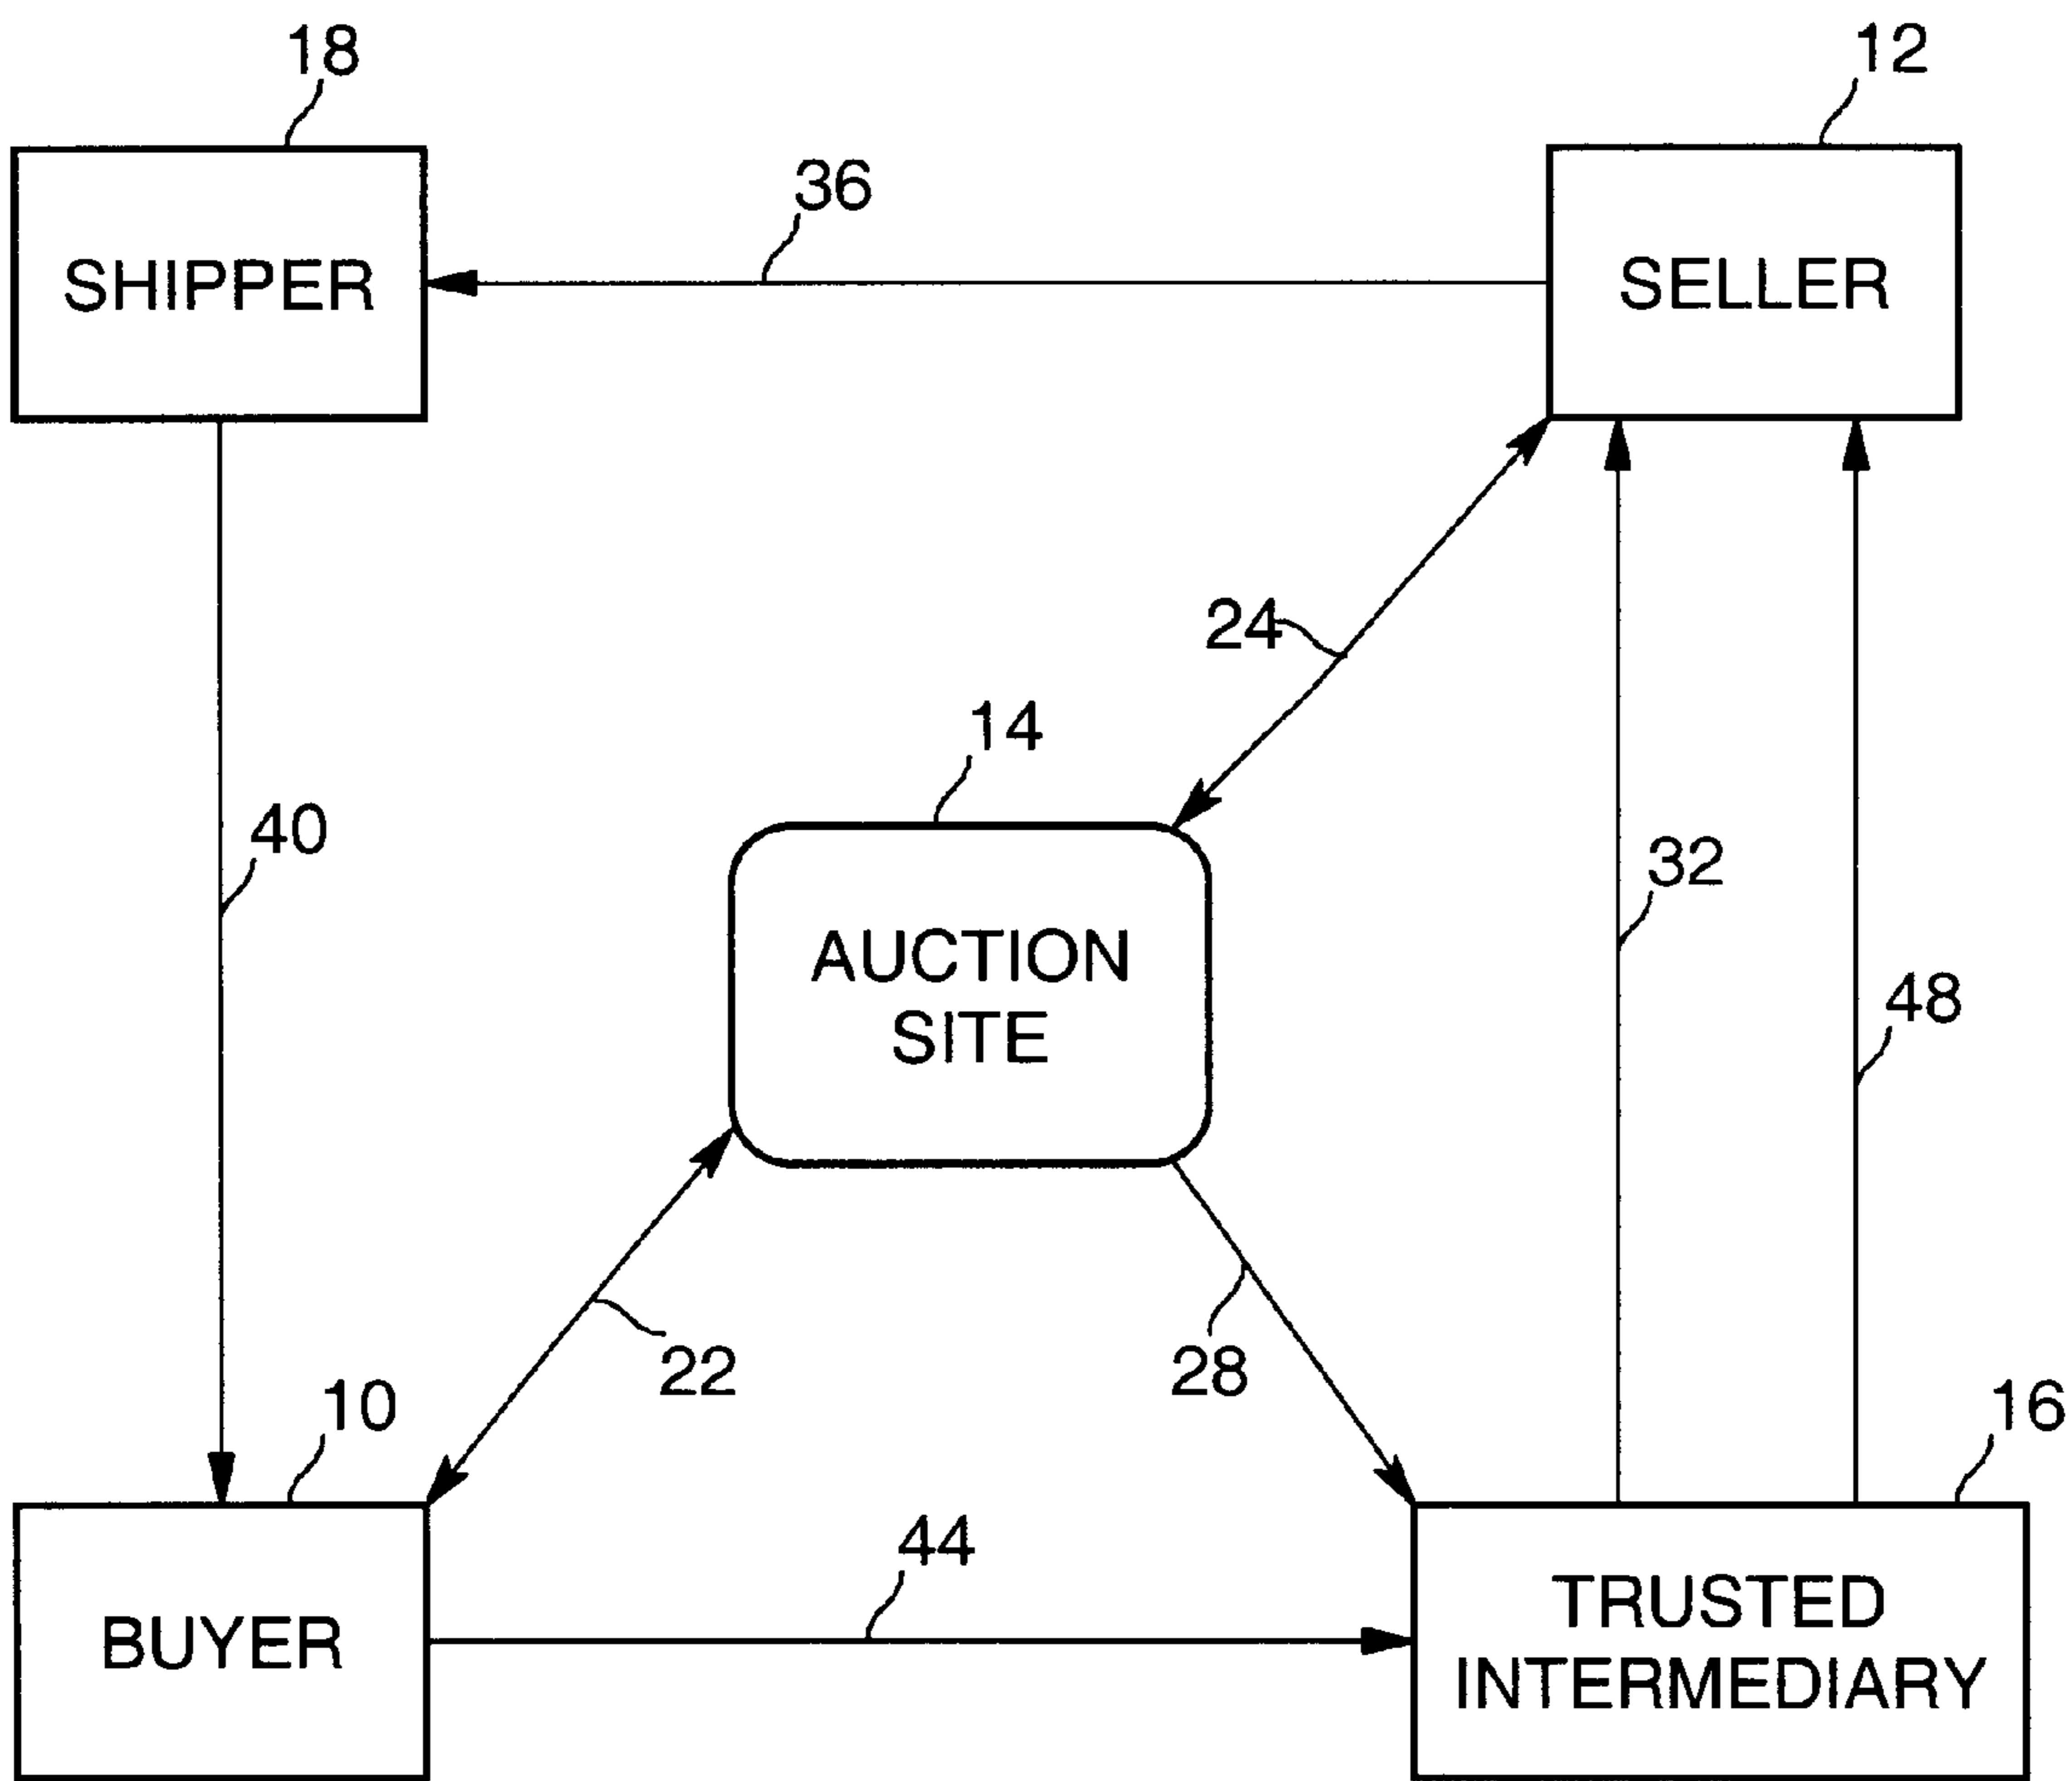 18
12
36
SHIPPER
SELLER
24
14
40
32
AUCTION
SITE
48
22
28
10
16
44
BUYER
TRUSTED
INTERMEDIARY